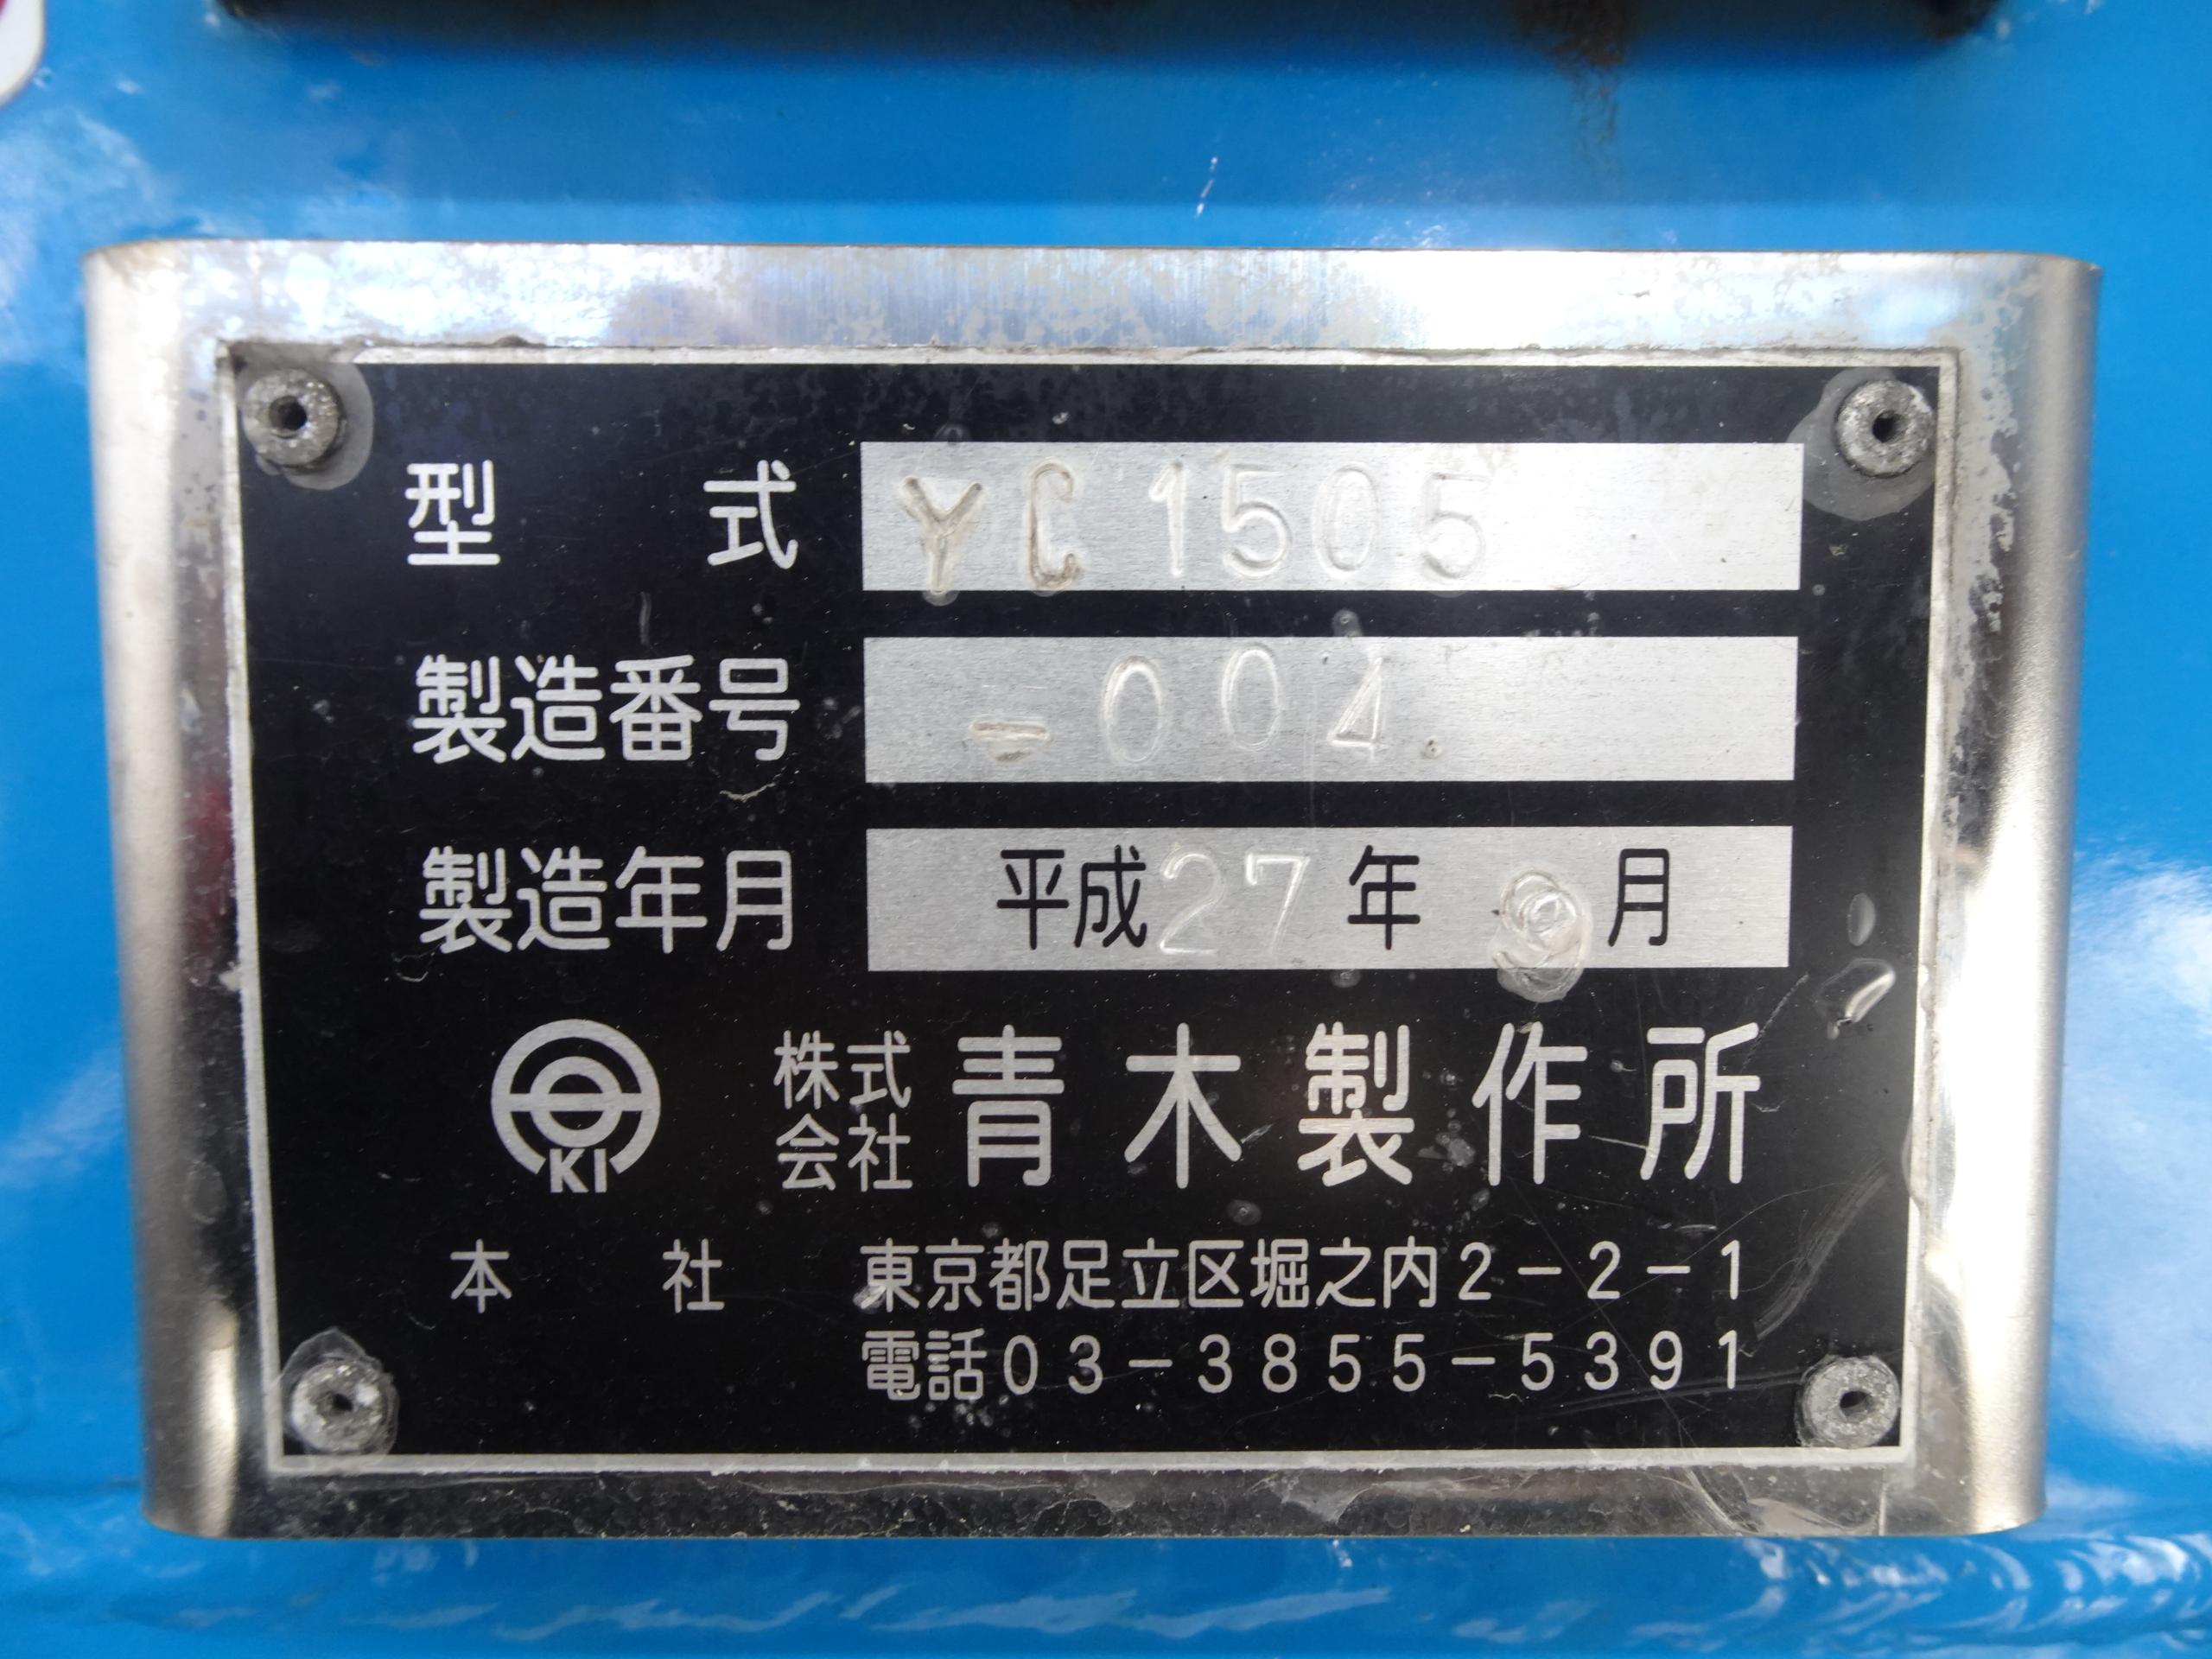 型式 YC1505
製造番号 -004
製造年月 平成27年9月
KI 株式会社 青木製作所
本社 東京都足立区堀之内2-2-1
電話03-3855-5391